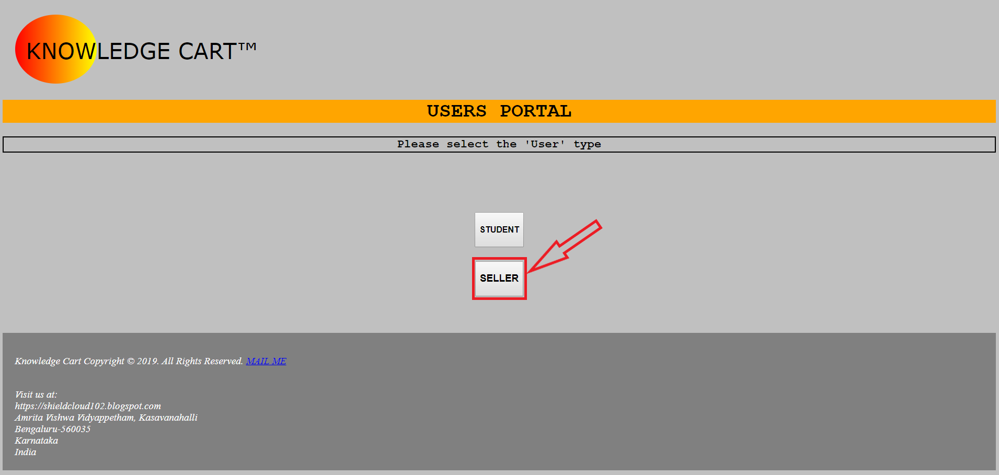 KNOWLEDGE CART™
USERS PORTAL
Please select the 'User' type
STUDENT
SELLER
Knowledge Cart Copyright © 2019. All Rights Reserved. MAIL ME
Visit us at:
https://shieldcloud102.blogspot.com
Amrita Vishwa Vidyappetham, Kasavanahalli
Bengaluru-560035
Karnataka
India